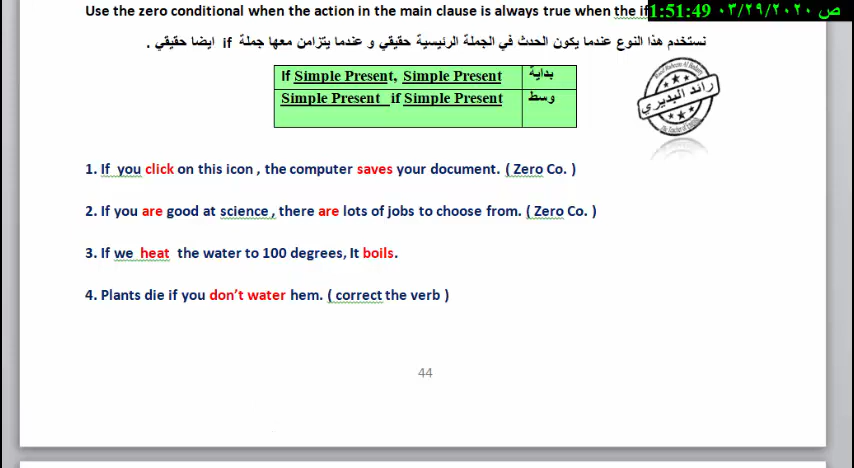 Use the zero conditional when the action in the main clause is always true when the if
1:51:49 ٠٣/٢٩/٢٠٢٠ ص
نستخدم هذا النوع عندما يكون الحدث في الجملة الرئيسية حقيقي و عندما يتزامن معها جملة if ايضا حقيقي .
If Simple Present, Simple Present بداية
Simple Present if Simple Present وسط
رائد البديري
1. If you click on this icon , the computer saves your document. ( Zero Co. )
2. If you are good at science , there are lots of jobs to choose from. ( Zero Co. )
3. If we heat the water to 100 degrees, It boils.
4. Plants die if you don't water hem. ( correct the verb )
44